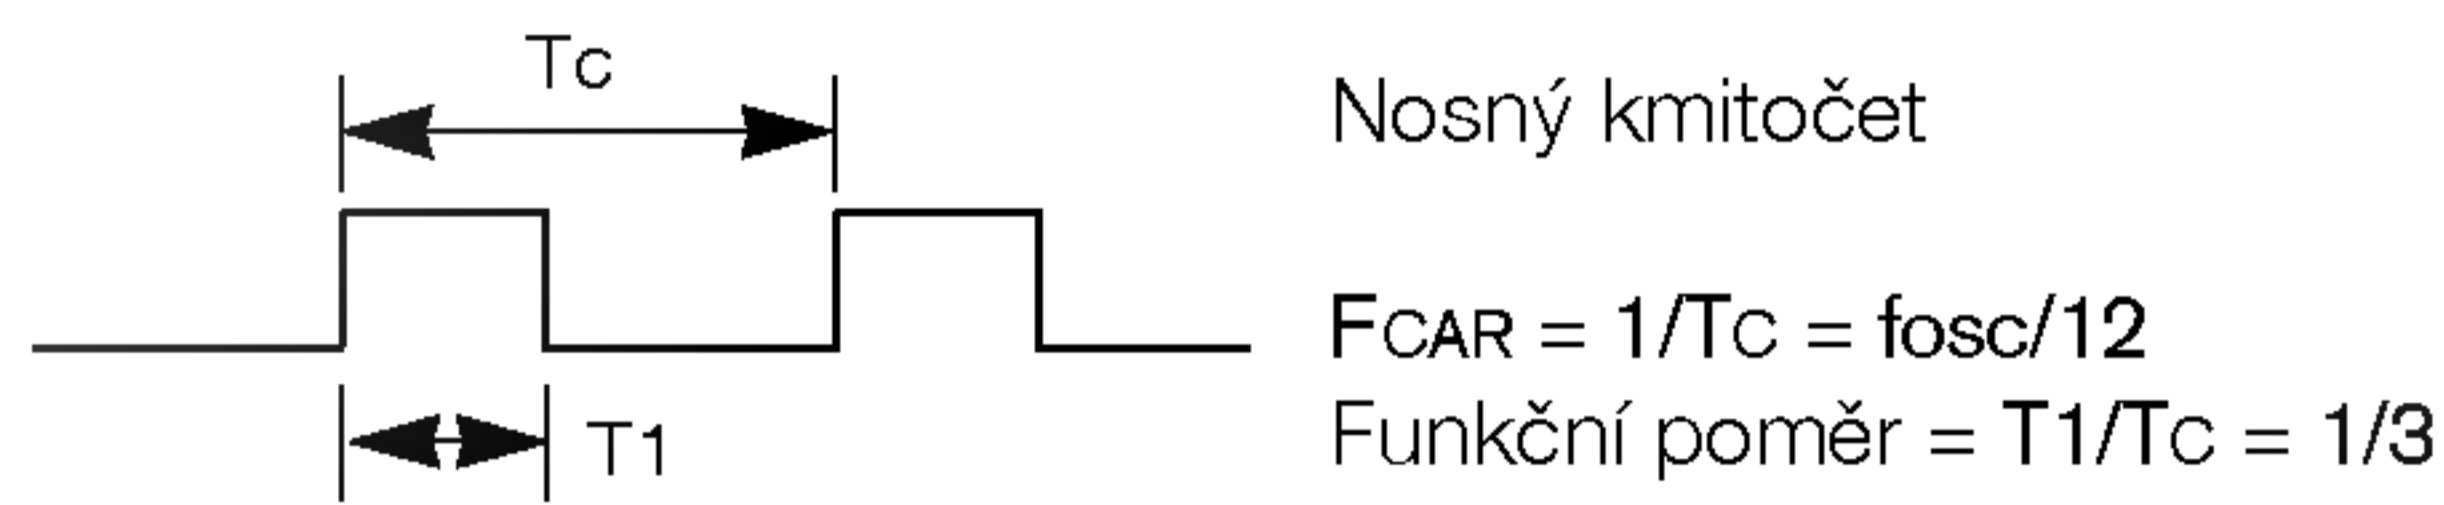 Tc
Nosný kmitočet
FCAR = 1/Tc = fosc/12
Funkční poměr = T1/Tc = 1/3
T1